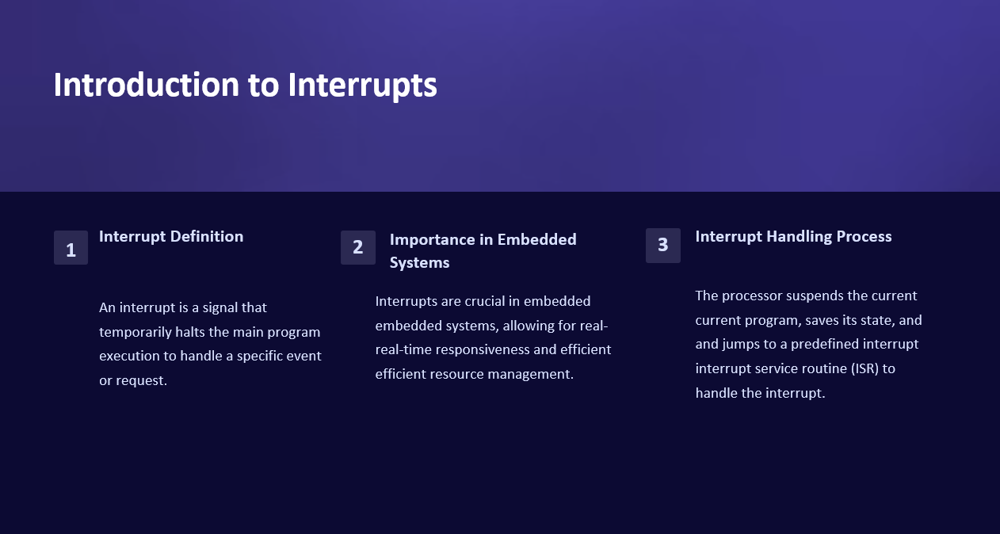 Introduction to Interrupts
1
Interrupt Definition
An interrupt is a signal that
temporarily halts the main program
execution to handle a specific event
or request.
2
Importance in Embedded
Systems
Interrupts are crucial in embedded
embedded systems, allowing for real-
real-time responsiveness and efficient
efficient resource management.
3
Interrupt Handling Process
The processor suspends the current
current program, saves its state, and
and jumps to a predefined interrupt
interrupt service routine (ISR) to
handle the interrupt.